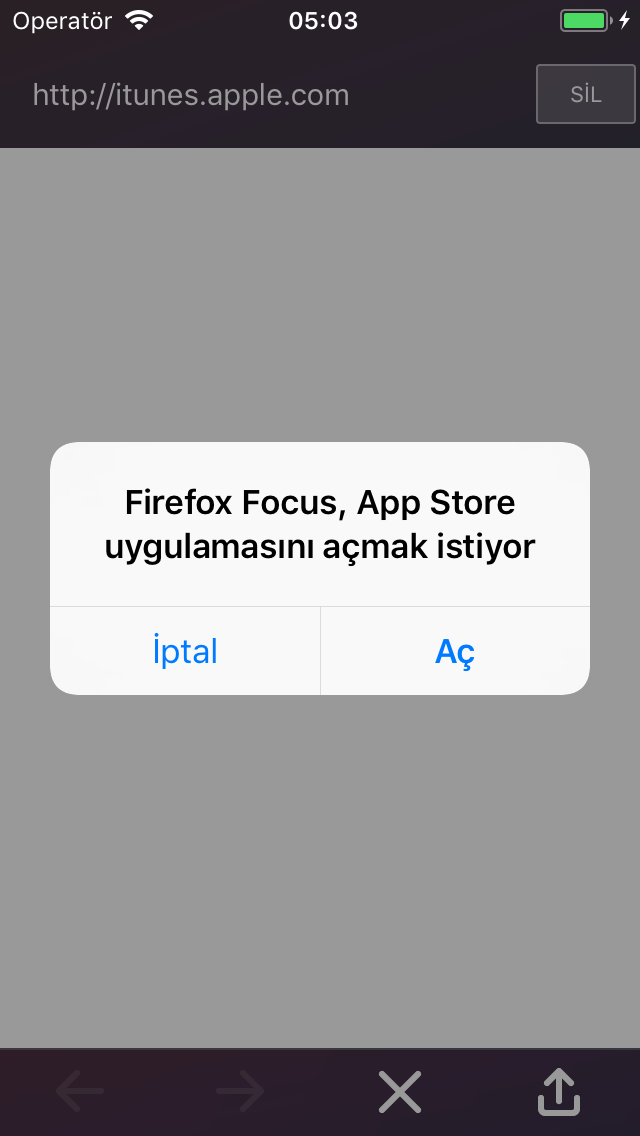 Operatör
05:03
http://itunes.apple.com
SİL
Firefox Focus, App Store
uygulamasını açmak istiyor
İptal
Aç